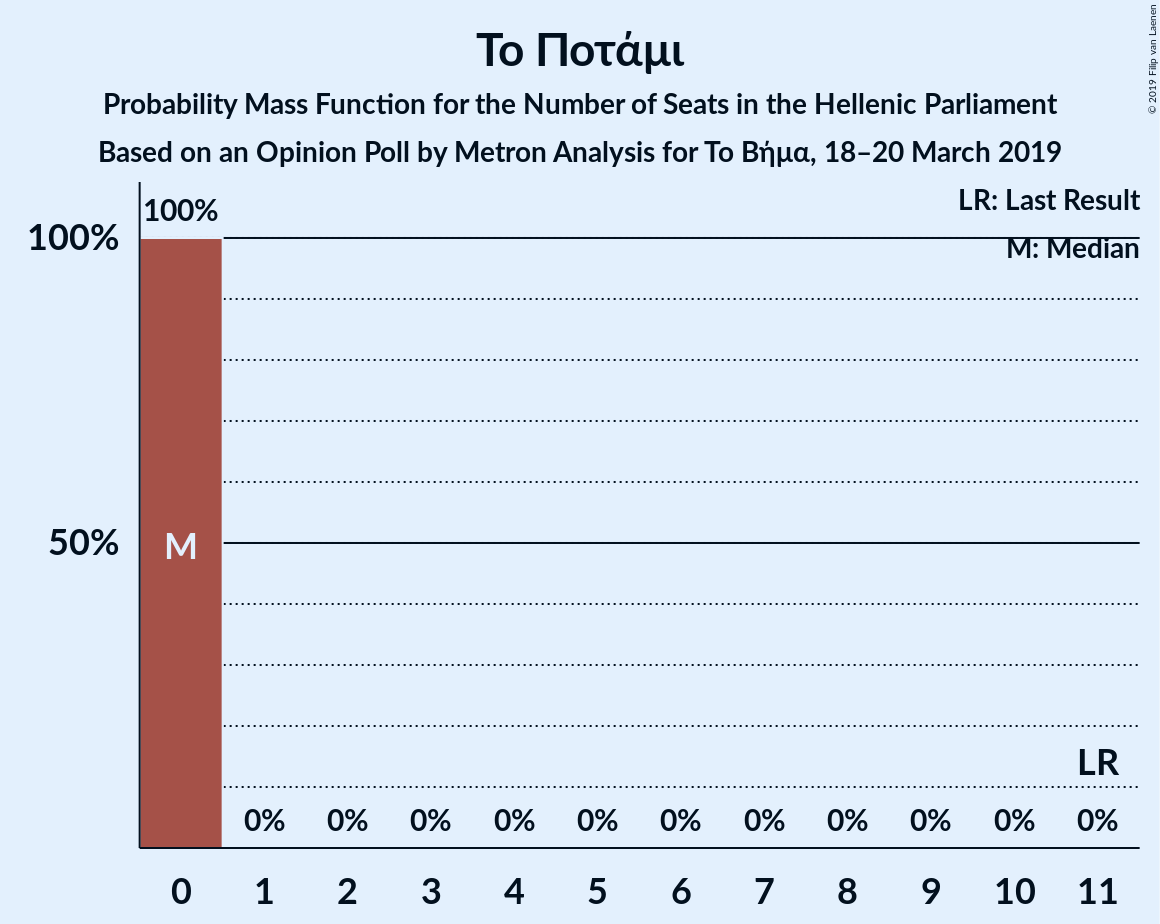 Το Ποτάμι
Probability Mass Function for the Number of Seats in the Hellenic Parliament
Based on an Opinion Poll by Metron Analysis for Το Βήμα, 18–20 March 2019
© 2019 Filip van Laenen
LR: Last Result
M: Median
100%
100%
50%
M
LR
0% 0% 0% 0% 0% 0% 0% 0% 0% 0% 0%
0 1 2 3 4 5 6 7 8 9 10 11